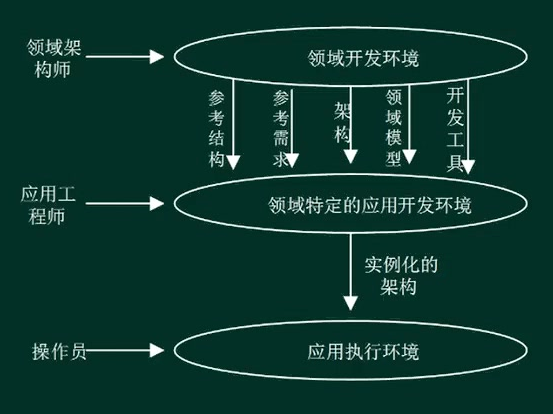 领域架
构师
领域开发环境
参考结构
参考需求
架构
领域模型
开发工具
应用工
程师
领域特定的应用开发环境
实例化的
架构
操作员
应用执行环境